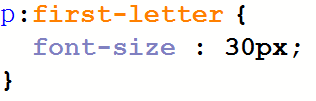 p:first-letter {
  font-size : 30px;
}